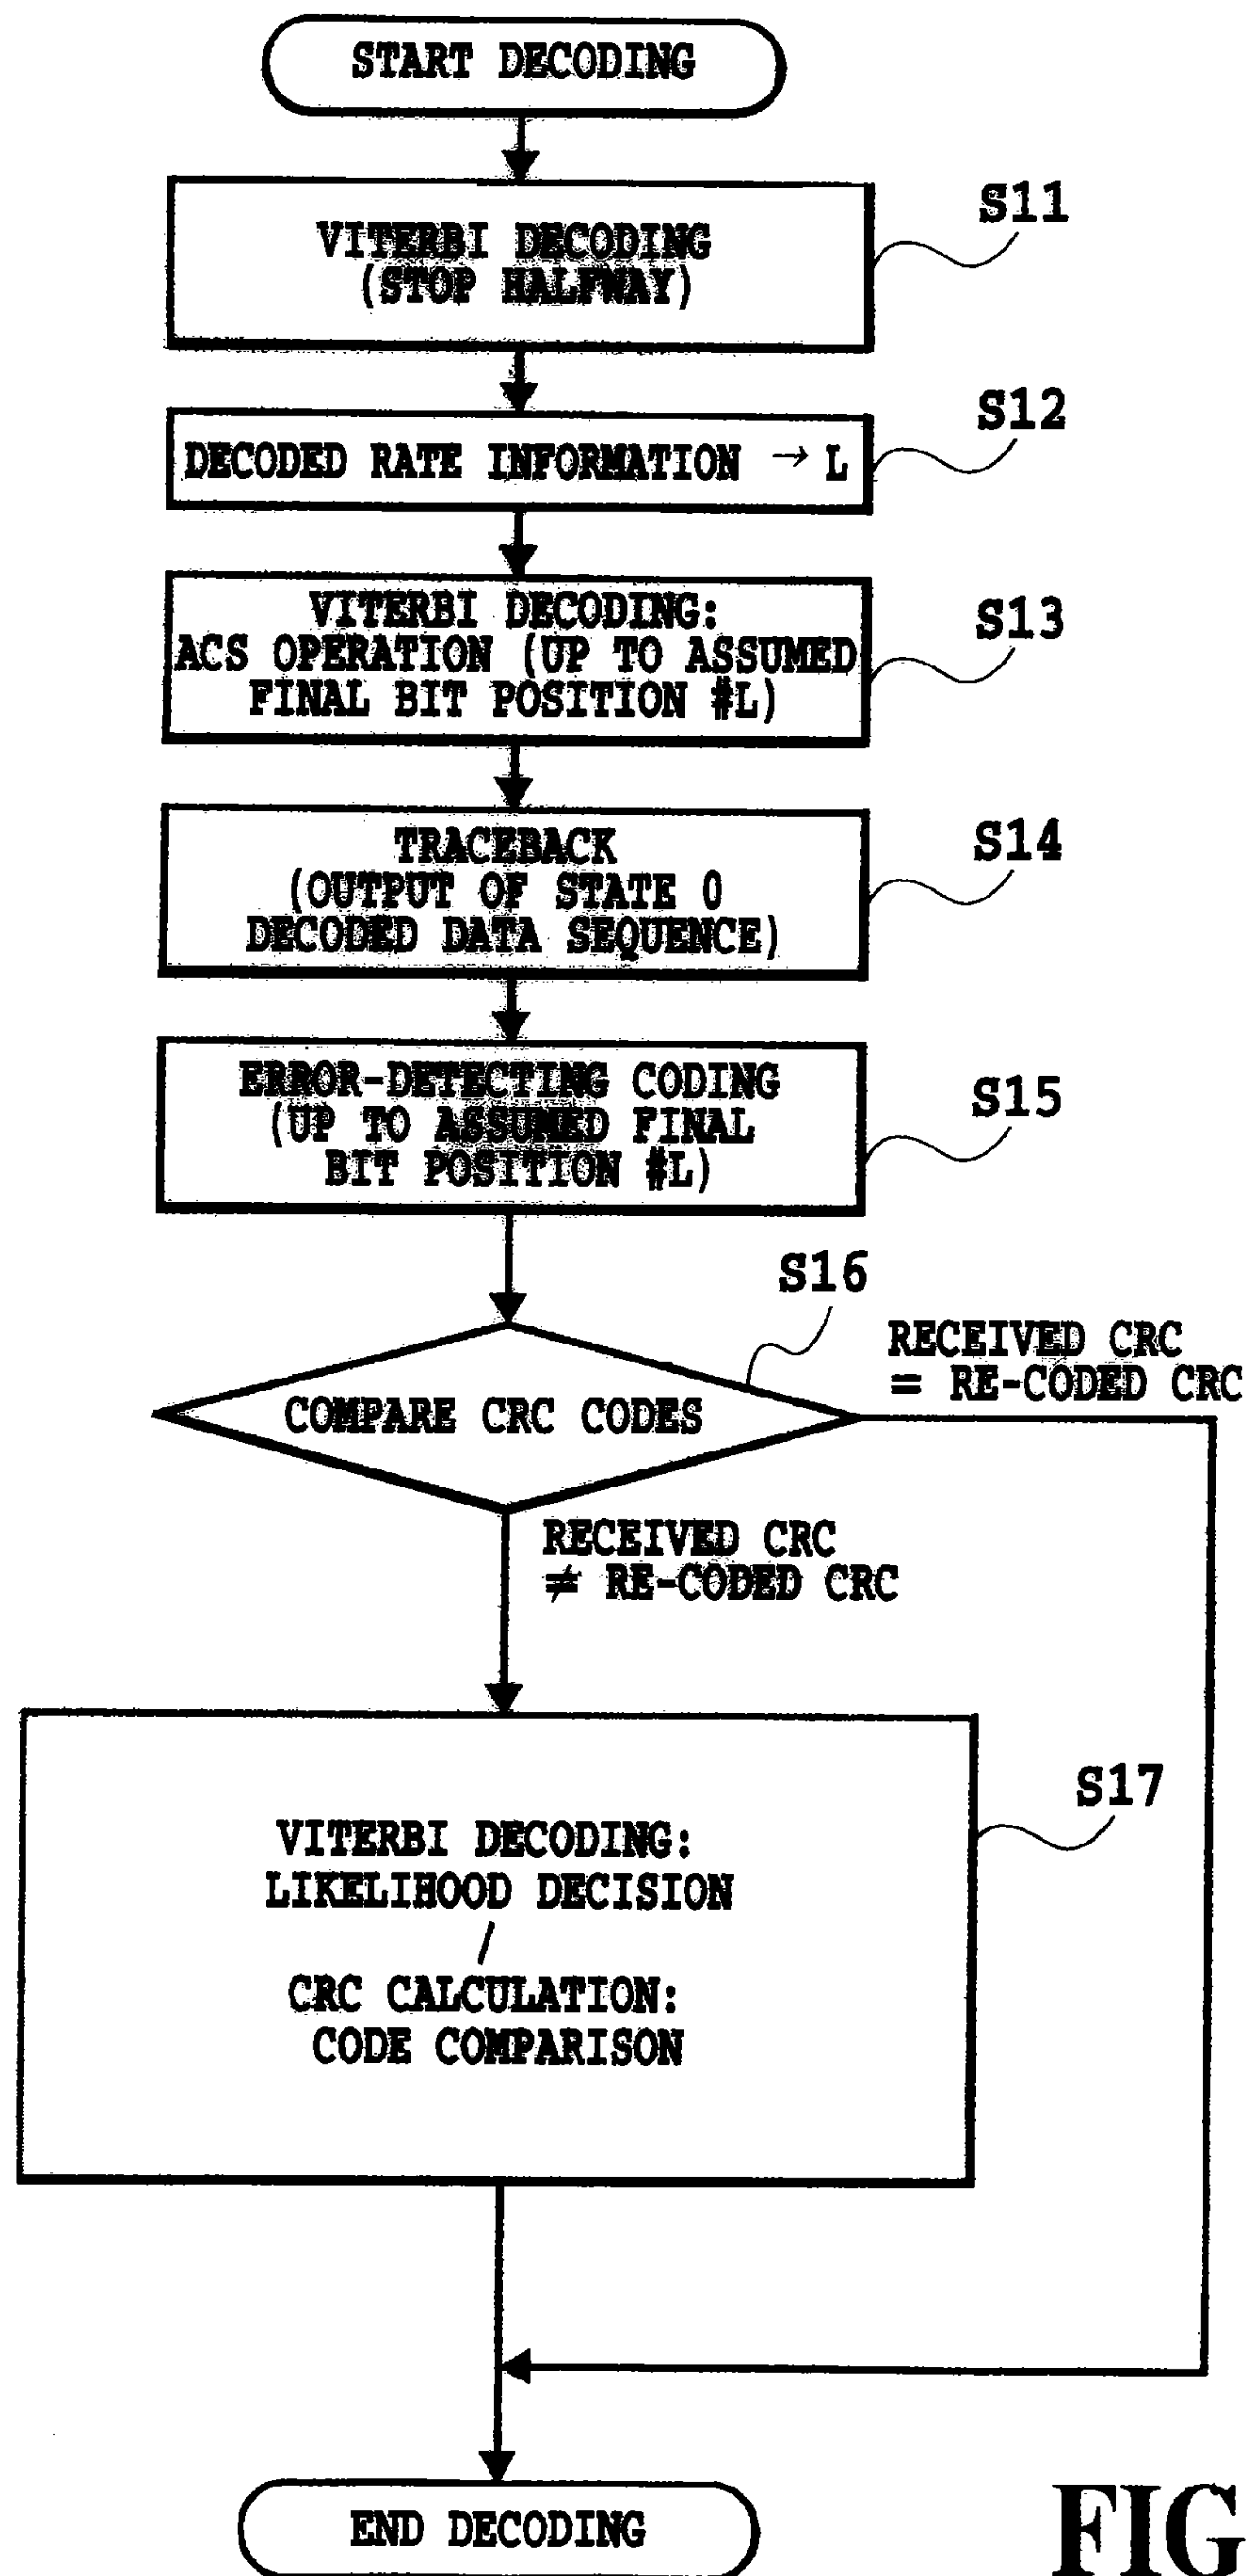 START DECODING
VITERBI DECODING
(STOP HALFWAY)
S11
DECODED RATE INFORMATION → L
S12
VITERBI DECODING:
ACS OPERATION (UP TO ASSUMED
FINAL BIT POSITION #L)
S13
TRACEBACK
(OUTPUT OF STATE 0
DECODED DATA SEQUENCE)
S14
ERROR-DETECTING CODING
(UP TO ASSUMED FINAL
BIT POSITION #L)
S15
S16
COMPARE CRC CODES
RECEIVED CRC
= RE-CODED CRC
RECEIVED CRC
≠ RE-CODED CRC
VITERBI DECODING:
LIKELIHOOD DECISION
/
CRC CALCULATION:
CODE COMPARISON
S17
END DECODING
FIG